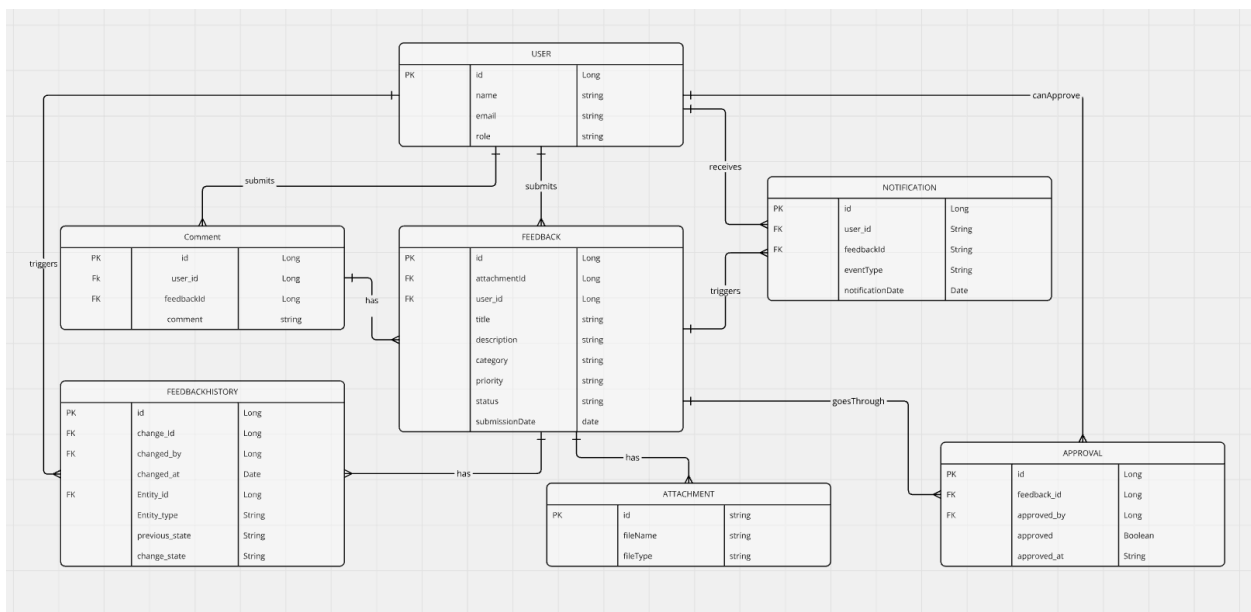 USER
PK id Long
name string
email string
role string
canApprove
receives
submits
submits
NOTIFICATION
PK id Long
FK user_id String
FK feedbackId String
eventType String
notificationDate Date
Comment
PK id Long
Fk user_id Long
FK feedbackId Long
comment string
FEEDBACK
PK id Long
FK attachmentId Long
FK user_id Long
title string
description string
category string
priority string
status string
submissionDate date
triggers
has
triggers
FEEDBACKHISTORY
PK id Long
FK change_Id Long
FK changed_by Long
changed_at Date
FK Entity_id Long
Entity_type String
previous_state String
change_state String
goesThrough
has
has
ATTACHMENT
PK id string
fileName string
fileType string
APPROVAL
PK id Long
FK feedback_id Long
FK approved_by Long
approved Boolean
approved_at String